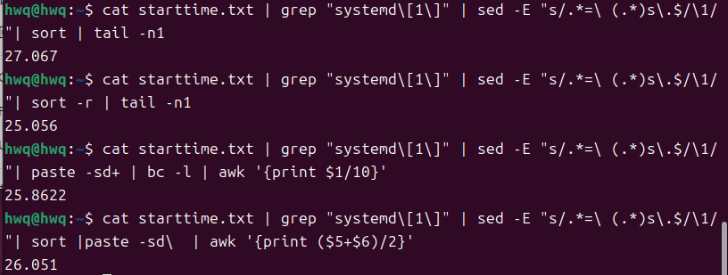 hwq@hwq:~$ cat starttime.txt | grep "systemd\[1\]" | sed -E "s/.*=\ (.*)s\.$/\1/
"| sort | tail -n1
27.067
hwq@hwq:~$ cat starttime.txt | grep "systemd\[1\]" | sed -E "s/.*=\ (.*)s\.$/\1/
"| sort -r | tail -n1
25.056
hwq@hwq:~$ cat starttime.txt | grep "systemd\[1\]" | sed -E "s/.*=\ (.*)s\.$/\1/
"| paste -sd+ | bc -l | awk '{print $1/10}'
25.8622
hwq@hwq:~$ cat starttime.txt | grep "systemd\[1\]" | sed -E "s/.*=\ (.*)s\.$/\1/
"| sort |paste -sd\  | awk '{print ($5+$6)/2}'
26.051